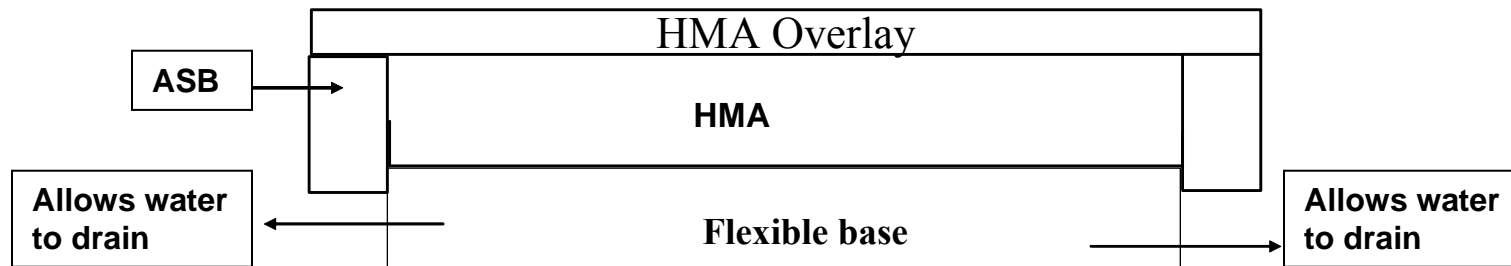 HMA Overlay
ASB
HMA
Allows water
to drain
Flexible base
Allows water
to drain